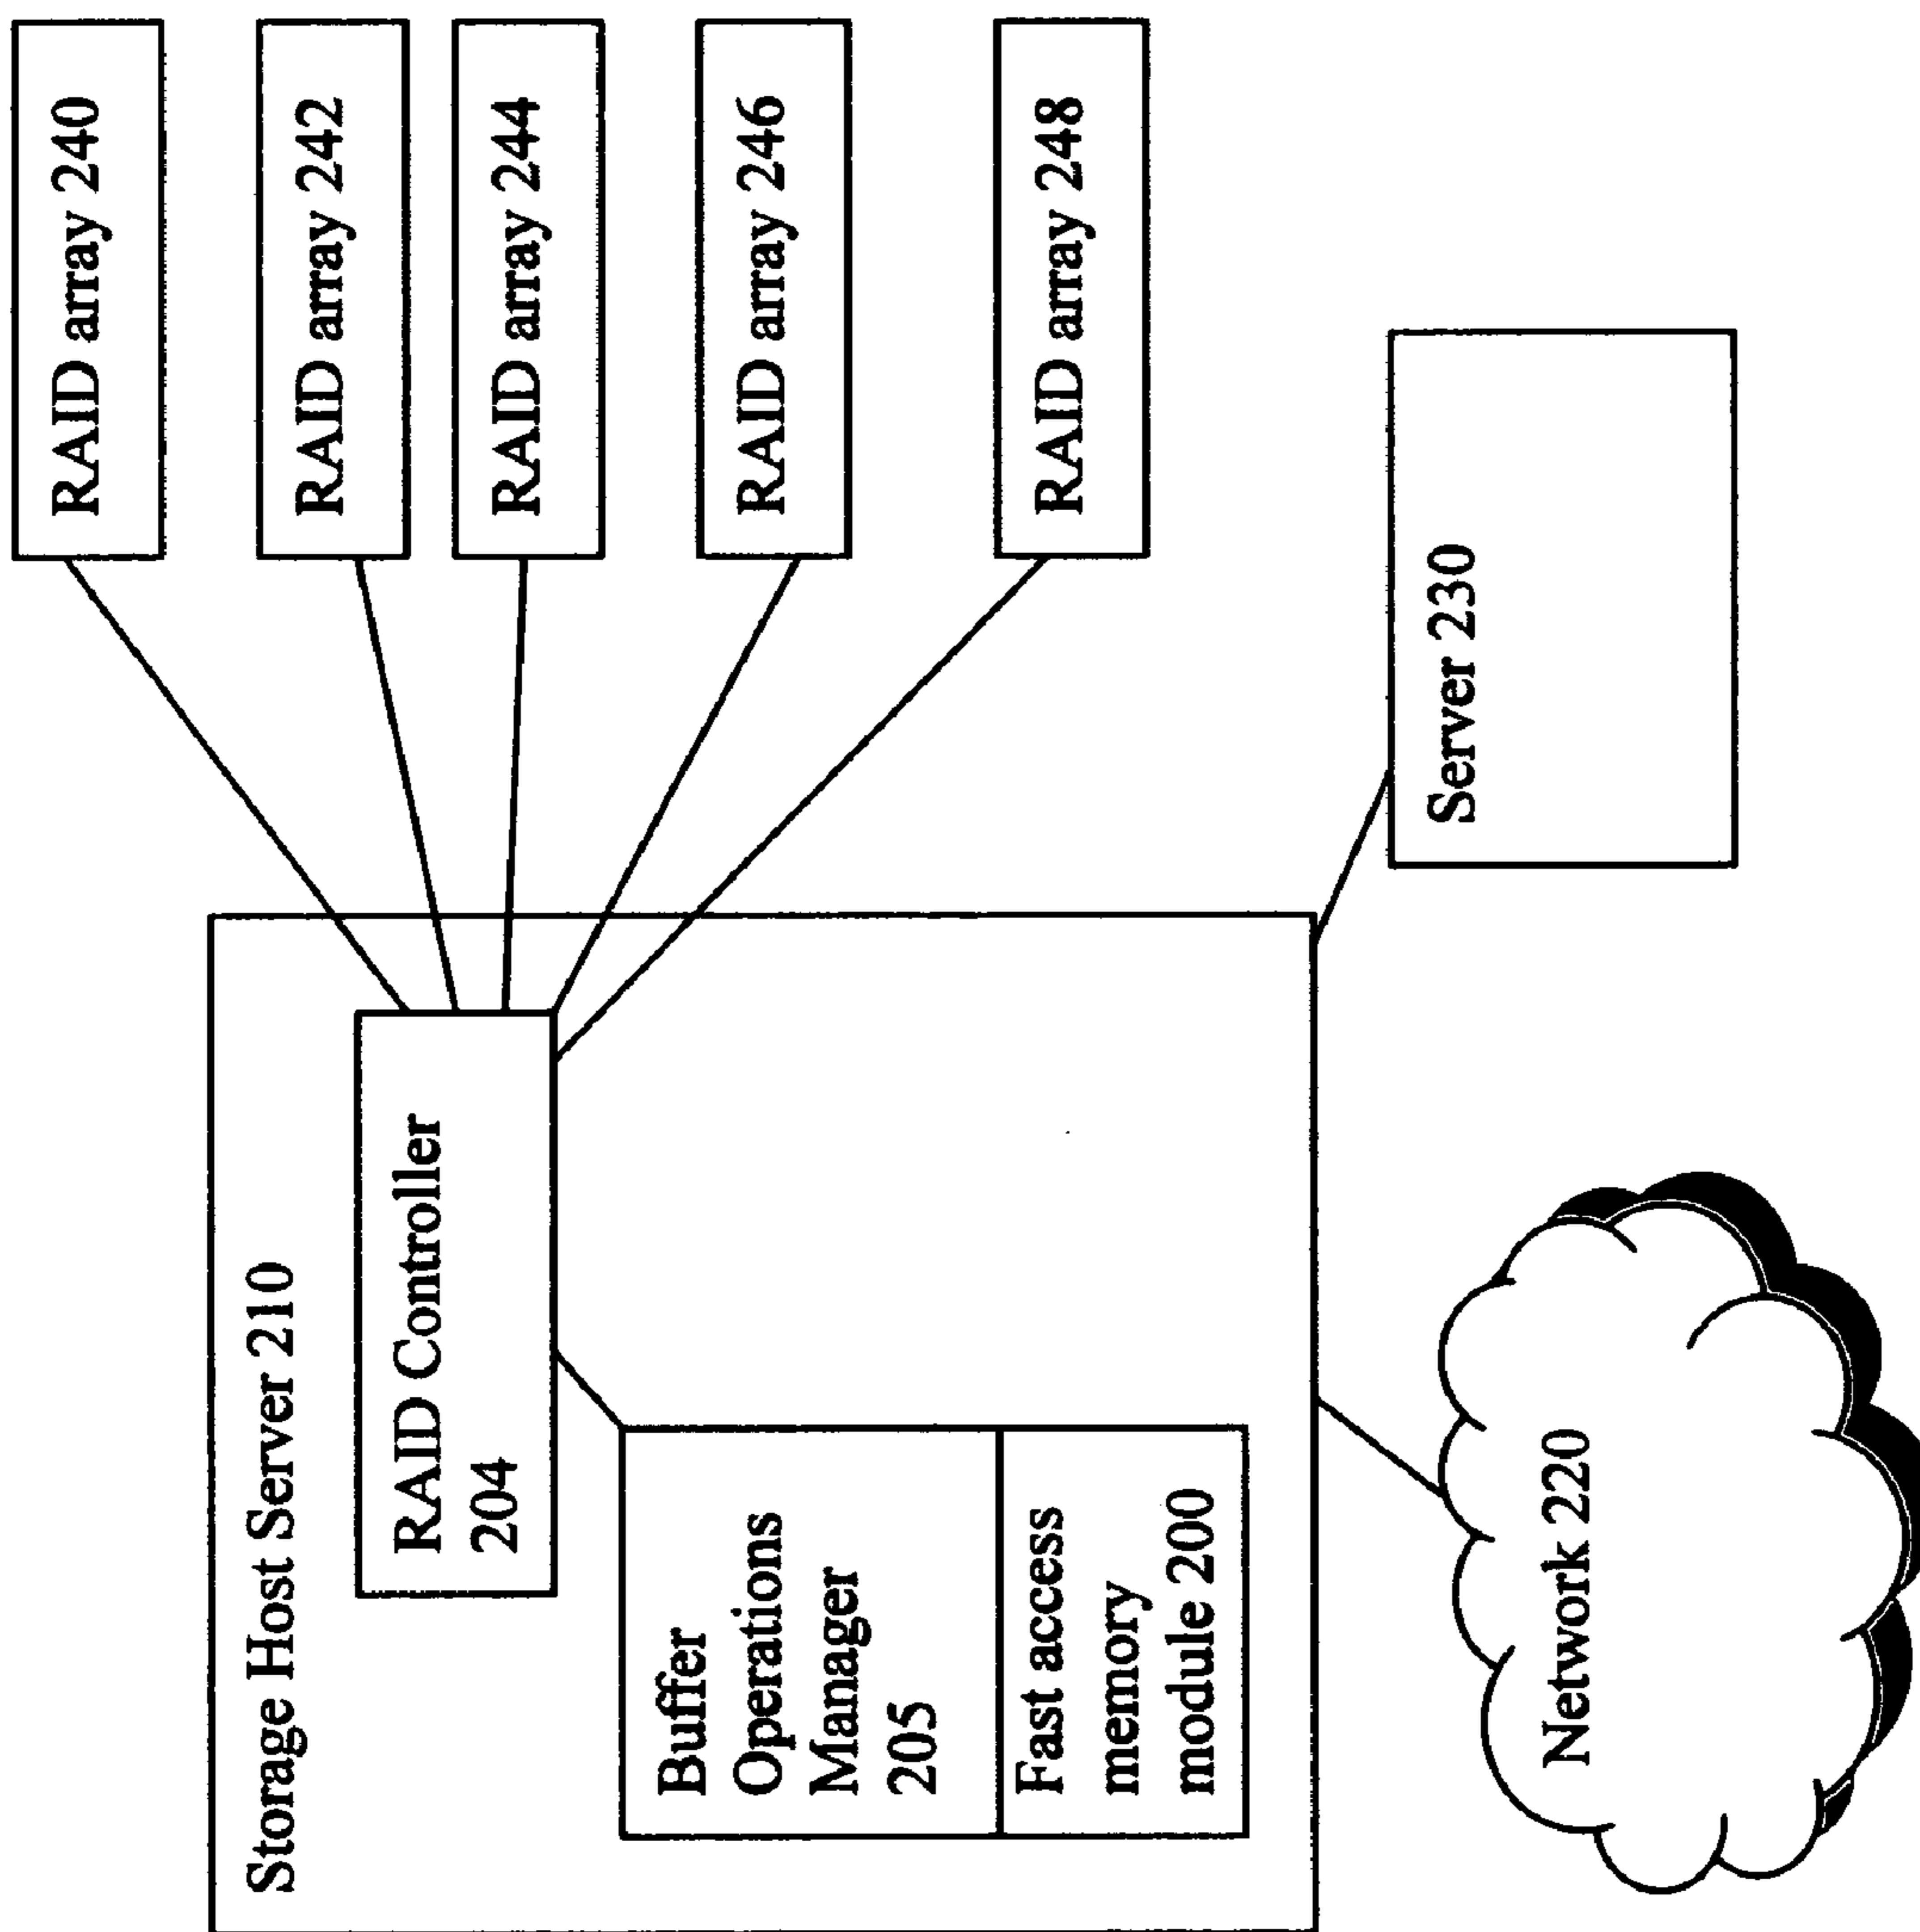 RAID array 240
RAID array 242
RAID array 244
RAID array 246
RAID array 248
Storage Host Server 210
RAID Controller
204
Buffer
Operations
Manager
205
Fast access
memory
module 200
Server 230
Network 220